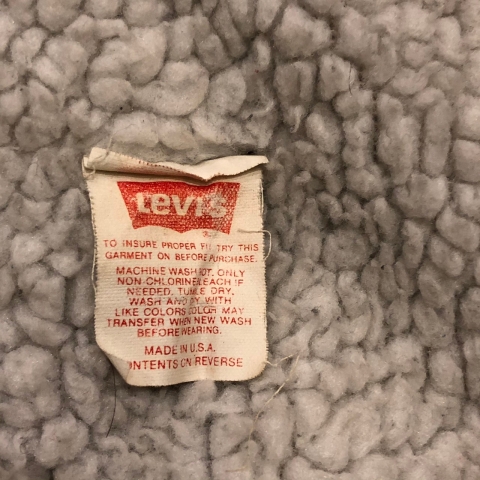 Levi's
TO INSURE PROPER FIT TRY THIS
GARMENT ON BEFORE PURCHASE.
MACHINE WASH HOT. ONLY
NON-CHLORINE BLEACH IF
NEEDED. TUMBLE DRY.
WASH AND DRY WITH
LIKE COLORS COLOR MAY
TRANSFER WHEN NEW WASH
BEFORE WEARING.
MADE IN U.S.A.
ONTENTS ON REVERSE